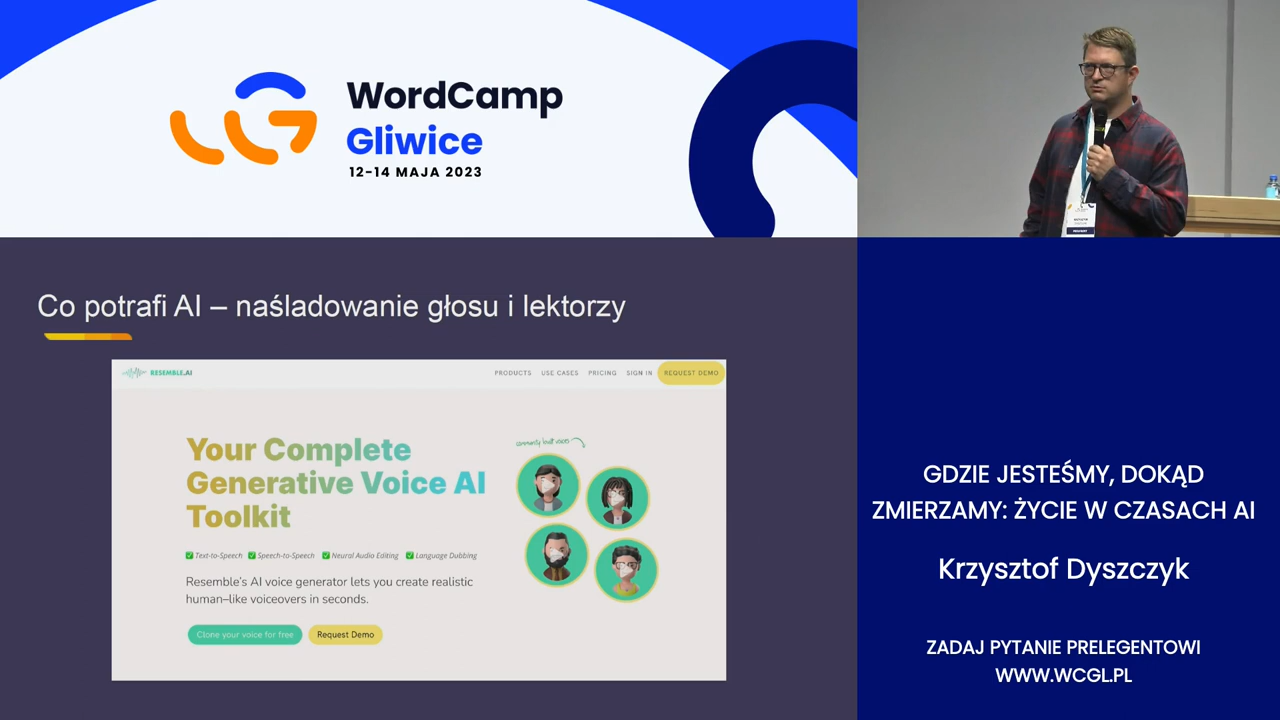 WordCamp
Gliwice
12-14 MAJA 2023
Co potrafi AI – naśladowanie głosu i lektorzy
RESEMBLE.AI
PRODUCTS USE CASES PRICING SIGN IN REQUEST DEMO
Your Complete
Generative Voice AI
Toolkit
community built voices
Text-to-Speech Speech-to-Speech Neural Audio Editing Language Dubbing
Resemble's AI voice generator lets you create realistic
human–like voiceovers in seconds.
Clone your voice for free Request Demo
GDZIE JESTEŚMY, DOKĄD
ZMIERZAMY: ŻYCIE W CZASACH AI
Krzysztof Dyszczyk
ZADAJ PYTANIE PRELEGENTOWI
WWW.WCGL.PL